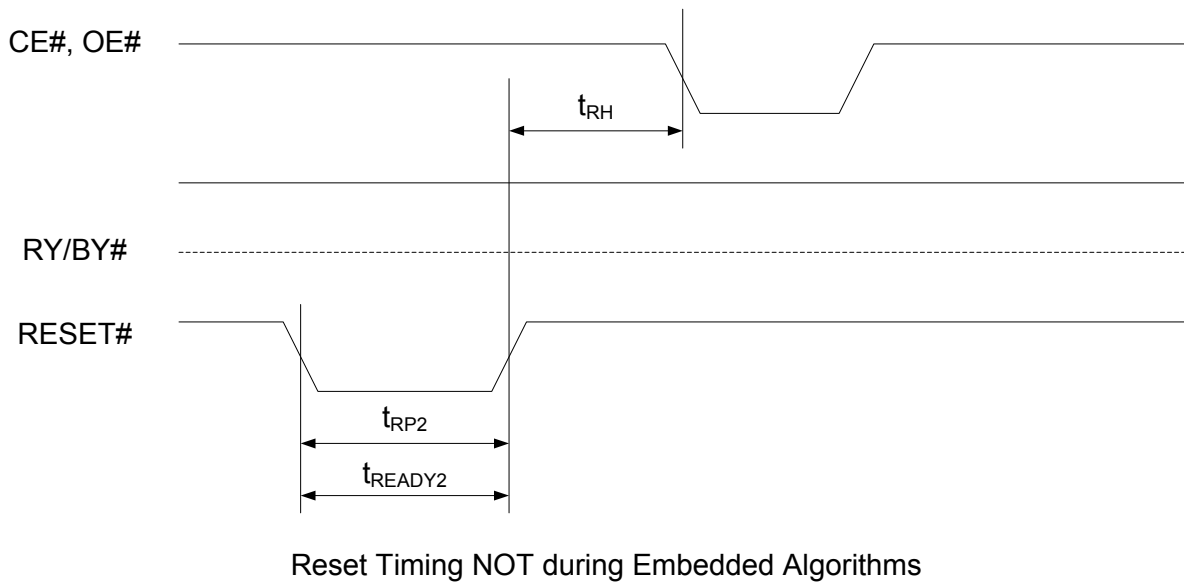 CE#, OE#
tRH
RY/BY#
RESET#
tRP2
tREADY2
Reset Timing NOT during Embedded Algorithms